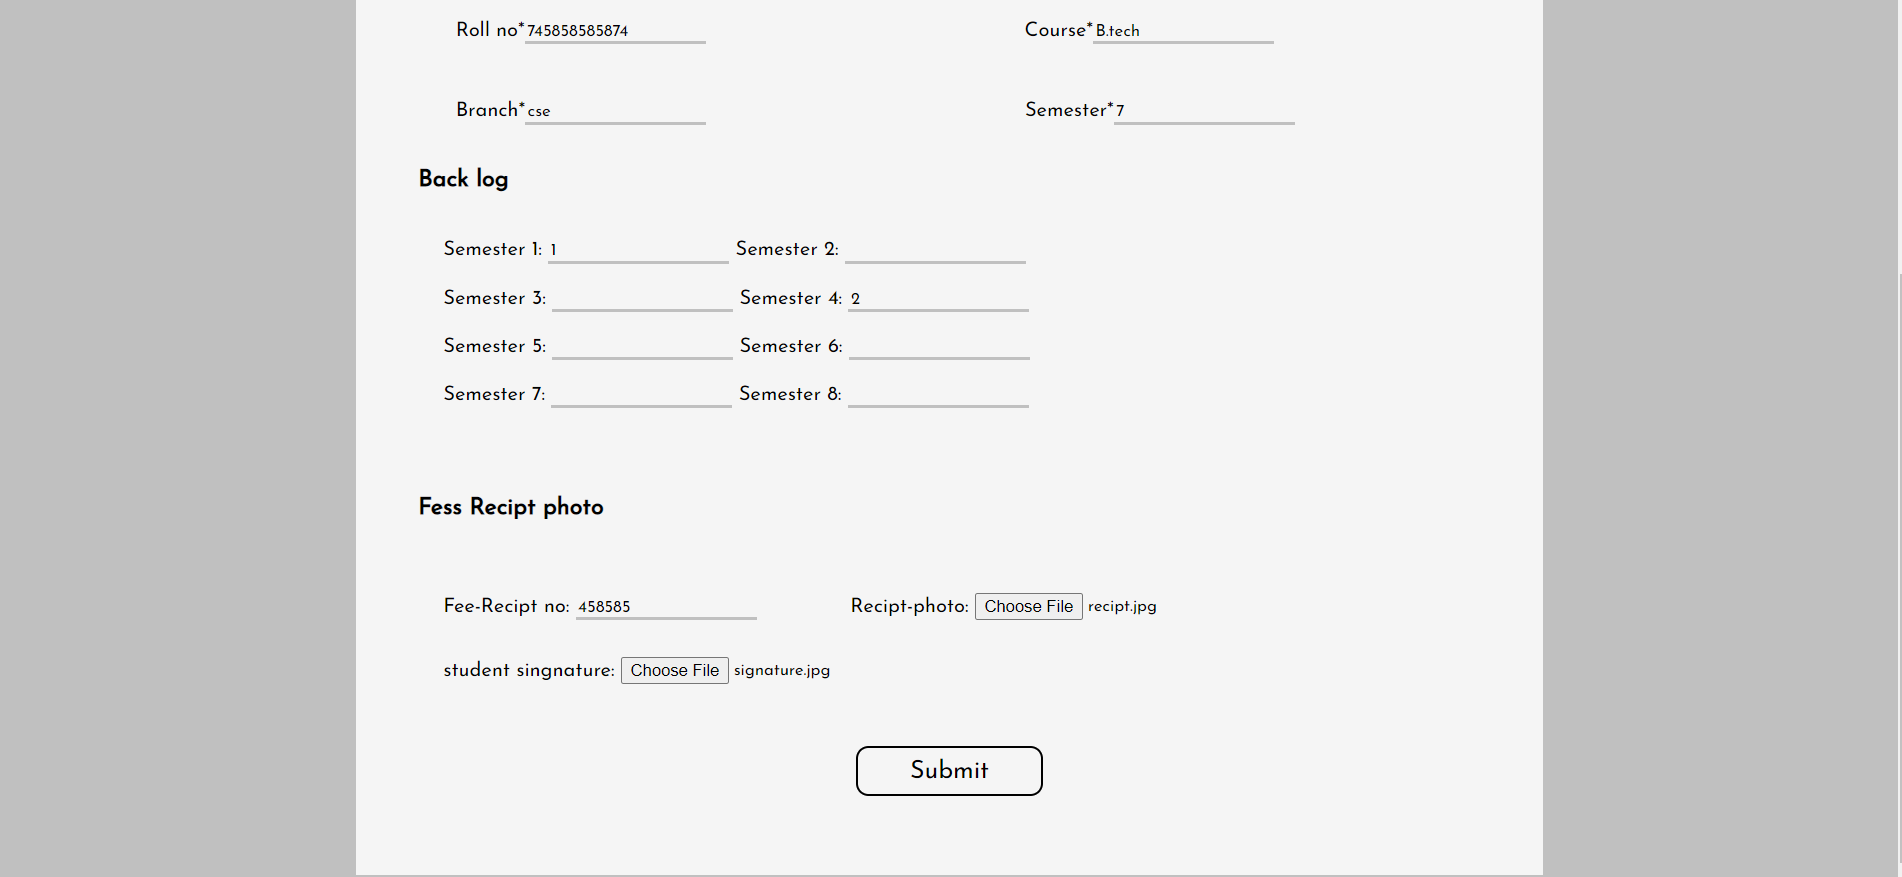 Roll no* 745858585874 Course* B.tech
Branch* cse Semester* 7
Back log
Semester 1: 1 Semester 2:
Semester 3: Semester 4: 2
Semester 5: Semester 6:
Semester 7: Semester 8:
Fess Recipt photo
Fee-Recipt no: 458585 Recipt-photo: Choose File recipt.jpg
student singnature: Choose File signature.jpg
Submit